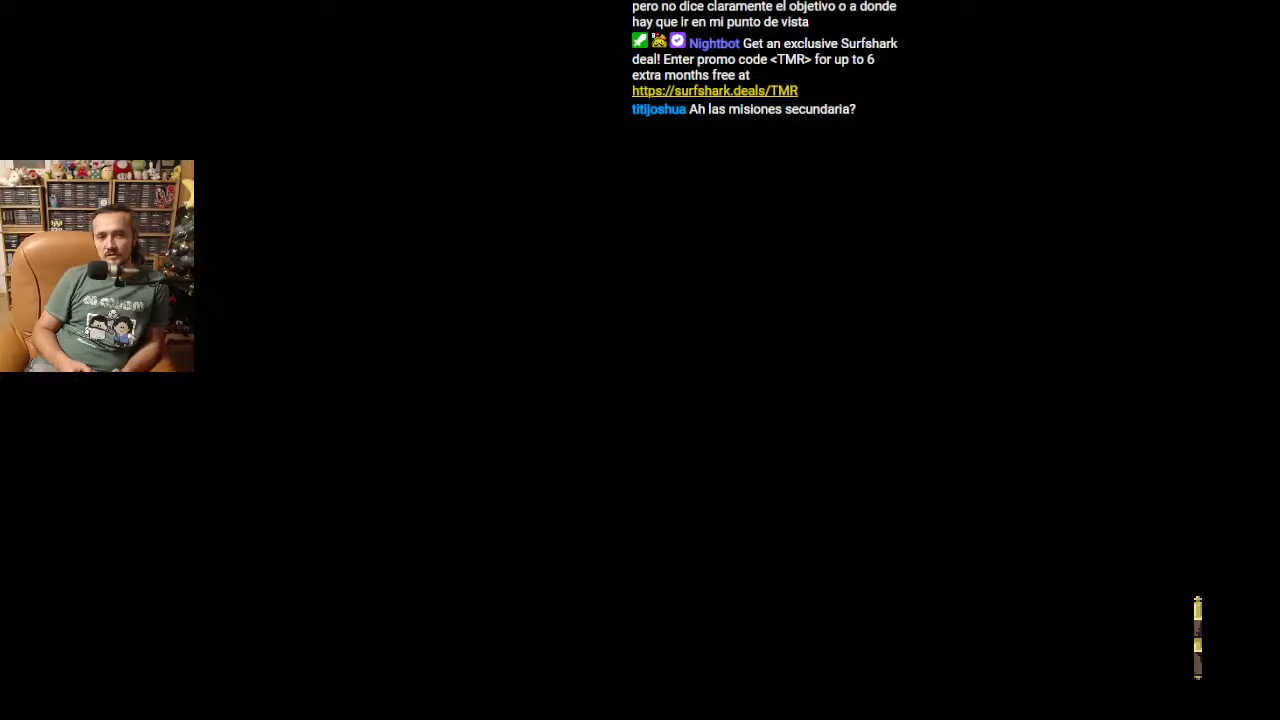 pero no dice claramente el objetivo o a donde
hay que ir en mi punto de vista
Nightbot Get an exclusive Surfshark
deal! Enter promo code <TMR> for up to 6
extra months free at
https://surfshark.deals/TMR
titijoshua Ah las misiones secundaria?